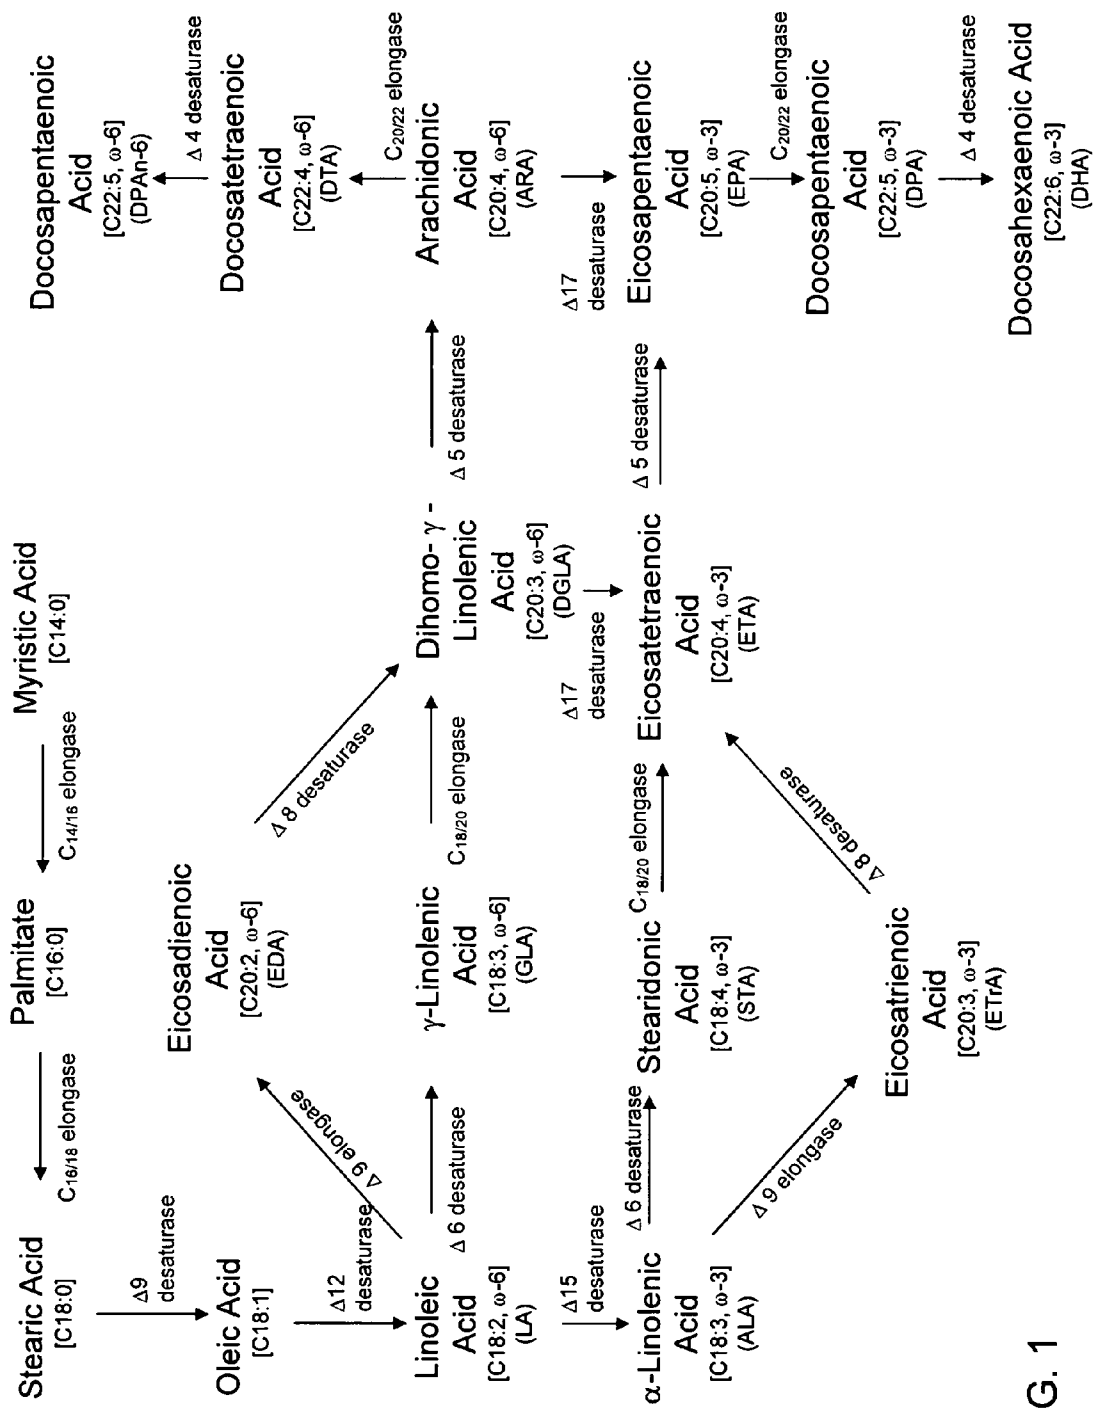 Stearic Acid
[C18:0]
C16/18 elongase
Palmitate
[C16:0]
C14/16 elongase
Myristic Acid
[C14:0]
Δ9
desaturase
Oleic Acid
[C18:1]
Δ12
desaturase
Linoleic
Acid
[C18:2, ω-6]
(LA)
Δ 9 elongase
Eicosadienoic
Acid
[C20:2, ω-6]
(EDA)
Δ 8 desaturase
Δ 6 desaturase
γ-Linolenic
Acid
[C18:3, ω-6]
(GLA)
C18/20 elongase
Dihomo- γ -
Linolenic
Acid
[C20:3, ω-6]
(DGLA)
Δ 5 desaturase
Arachidonic
Acid
[C20:4, ω-6]
(ARA)
C20/22 elongase
Docosatetraenoic
Acid
[C22:4, ω-6]
(DTA)
Δ 4 desaturase
Docosapentaenoic
Acid
[C22:5, ω-6]
(DPAn-6)
Δ15
desaturase
Δ17
desaturase
Δ17
desaturase
α-Linolenic
Acid
[C18:3, ω-3]
(ALA)
Δ 6 desaturase
Stearidonic
Acid
[C18:4, ω-3]
(STA)
C18/20 elongase
Eicosatetraenoic
Acid
[C20:4, ω-3]
(ETA)
Δ 5 desaturase
Eicosapentaenoic
Acid
[C20:5, ω-3]
(EPA)
C20/22 elongase
Docosapentaenoic
Acid
[C22:5, ω-3]
(DPA)
Δ 4 desaturase
Docosahexaenoic Acid
[C22:6, ω-3]
(DHA)
Δ 9 elongase
Eicosatrienoic
Acid
[C20:3, ω-3]
(ETrA)
Δ 8 desaturase
G. 1